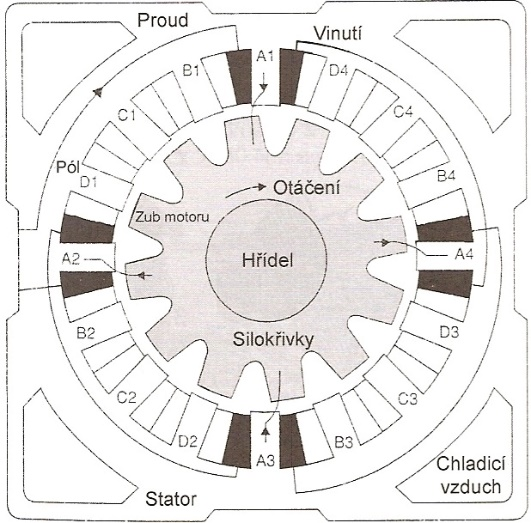 Proud
Vinutí
A1
B1
D4
C1
C4
Pól
D1
B4
Otáčení
Zub motoru
A2
Hřídel
A4
Silokřivky
B2
D3
C2
C3
D2
B3
A3
Stator
Chladicí
vzduch